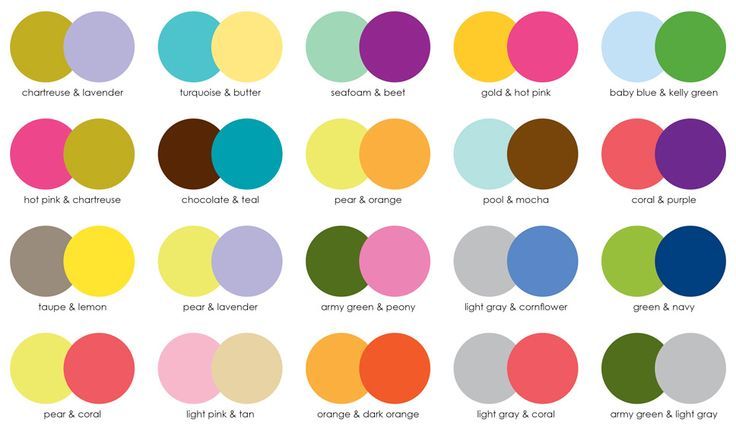 chartreuse & lavender
turquoise & butter
seafoam & beet
gold & hot pink
baby blue & kelly green
hot pink & chartreuse
chocolate & teal
pear & orange
pool & mocha
coral & purple
taupe & lemon
pear & lavender
army green & peony
light gray & cornflower
green & navy
pear & coral
light pink & tan
orange & dark orange
light gray & coral
army green & light gray